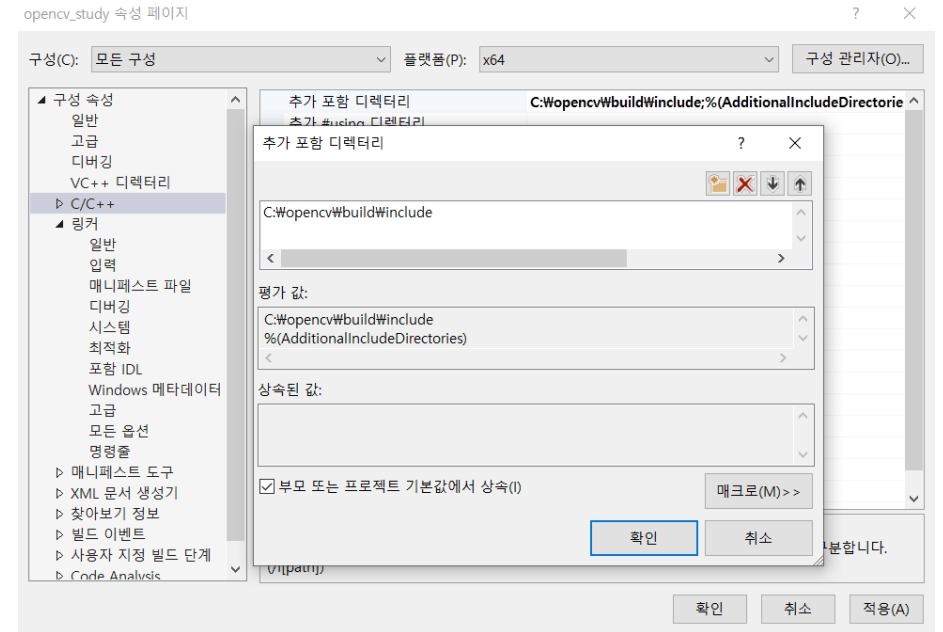 opencv_study 속성 페이지
구성(C): 모든 구성 플랫폼(P): x64 구성 관리자(O)...
구성 속성
일반
고급
디버깅
VC++ 디렉터리
C/C++
링커
일반
입력
매니페스트 파일
디버깅
시스템
최적화
포함 IDL
Windows 메타데이터
고급
모든 옵션
명령줄
매니페스트 도구
XML 문서 생성기
찾아보기 정보
빌드 이벤트
사용자 지정 빌드 단계
Code Analysis
추가 포함 디렉터리 C:₩opencv₩build₩include;%(AdditionalIncludeDirectorie
추가 #using 디렉터리
추가 포함 디렉터리
C:₩opencv₩build₩include
평가 값:
C:₩opencv₩build₩include
%(AdditionalIncludeDirectories)
상속된 값:
부모 또는 프로젝트 기본값에서 상속(I)
매크로(M)>>
확인 취소
구분합니다.
(/I[path])
확인 취소 적용(A)